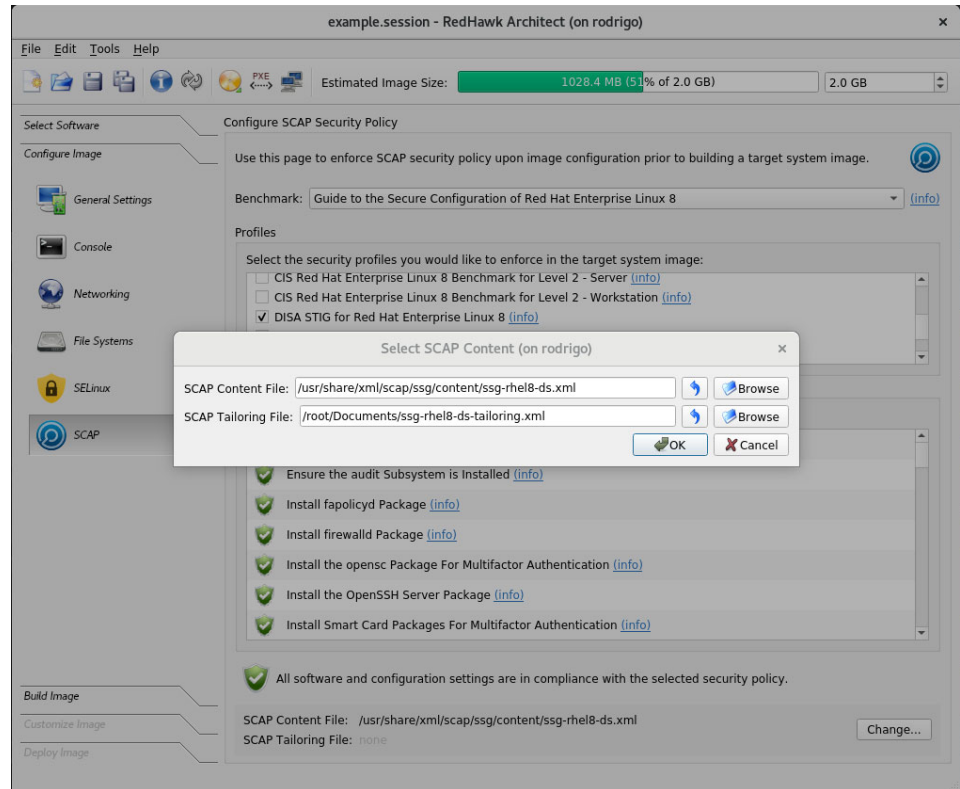 example.session - RedHawk Architect (on rodrigo)
File Edit Tools Help
PXE
Estimated Image Size: 1028.4 MB (51% of 2.0 GB) 2.0 GB
Select Software
Configure SCAP Security Policy
Configure Image
Use this page to enforce SCAP security policy upon image configuration prior to building a target system image.
General Settings
Benchmark: Guide to the Secure Configuration of Red Hat Enterprise Linux 8 (info)
Profiles
Console
Select the security profiles you would like to enforce in the target system image:
CIS Red Hat Enterprise Linux 8 Benchmark for Level 2 - Server (info)
Networking
CIS Red Hat Enterprise Linux 8 Benchmark for Level 2 - Workstation (info)
DISA STIG for Red Hat Enterprise Linux 8 (info)
File Systems
Select SCAP Content (on rodrigo)
SELinux
SCAP Content File: /usr/share/xml/scap/ssg/content/ssg-rhel8-ds.xml Browse
SCAP Tailoring File: /root/Documents/ssg-rhel8-ds-tailoring.xml Browse
SCAP
OK Cancel
Ensure the audit Subsystem is Installed (info)
Install fapolicyd Package (info)
Install firewalld Package (info)
Install the opensc Package For Multifactor Authentication (info)
Install the OpenSSH Server Package (info)
Install Smart Card Packages For Multifactor Authentication (info)
All software and configuration settings are in compliance with the selected security policy.
Build Image
Customize Image
SCAP Content File: /usr/share/xml/scap/ssg/content/ssg-rhel8-ds.xml
Change...
SCAP Tailoring File: none
Deploy Image